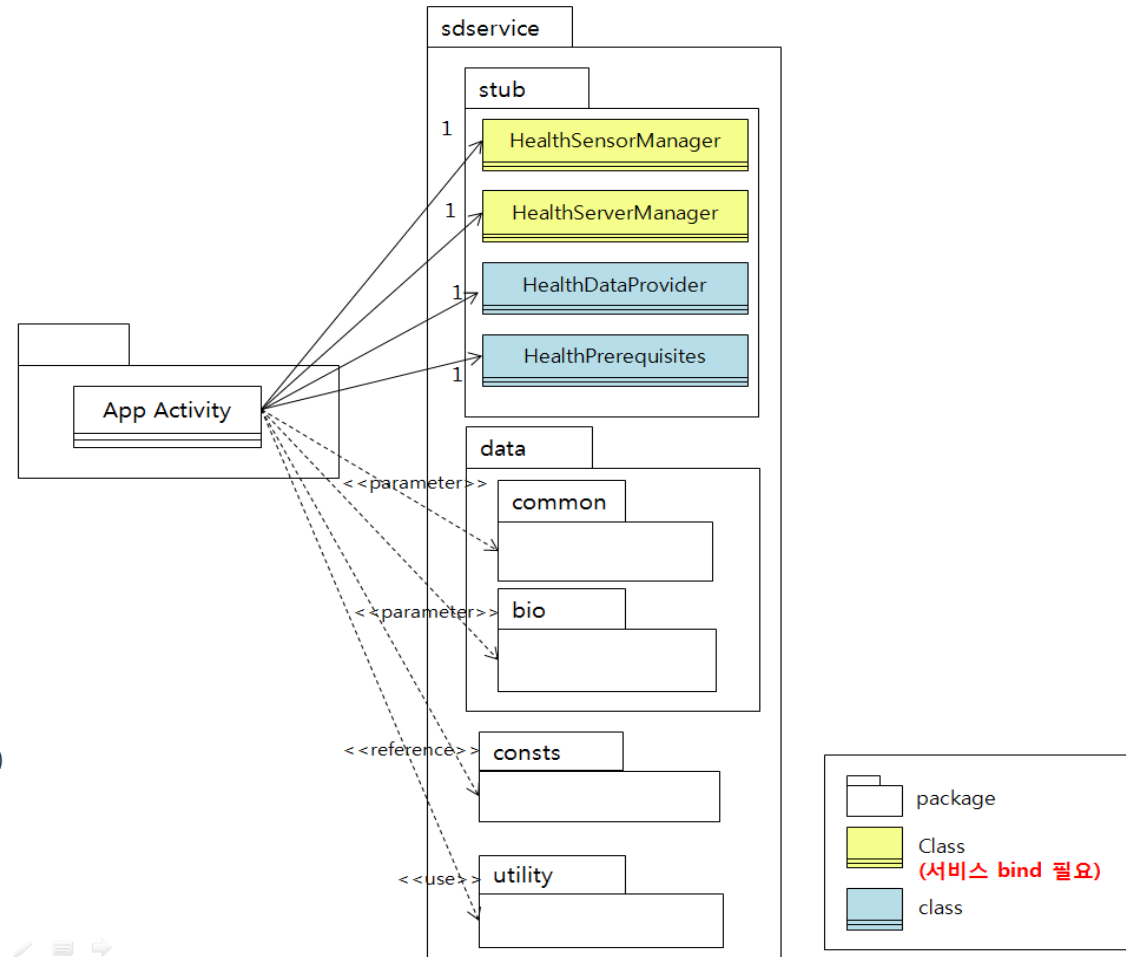 sdservice
stub
1
HealthSensorManager
1
HealthServerManager
1
HealthDataProvider
1
HealthPrerequisites
App Activity
data
<<parameter>>
common
<<parameter>>
bio
<<reference>>
consts
<<use>>
utility
)
package
Class
(서비스 bind 필요)
class